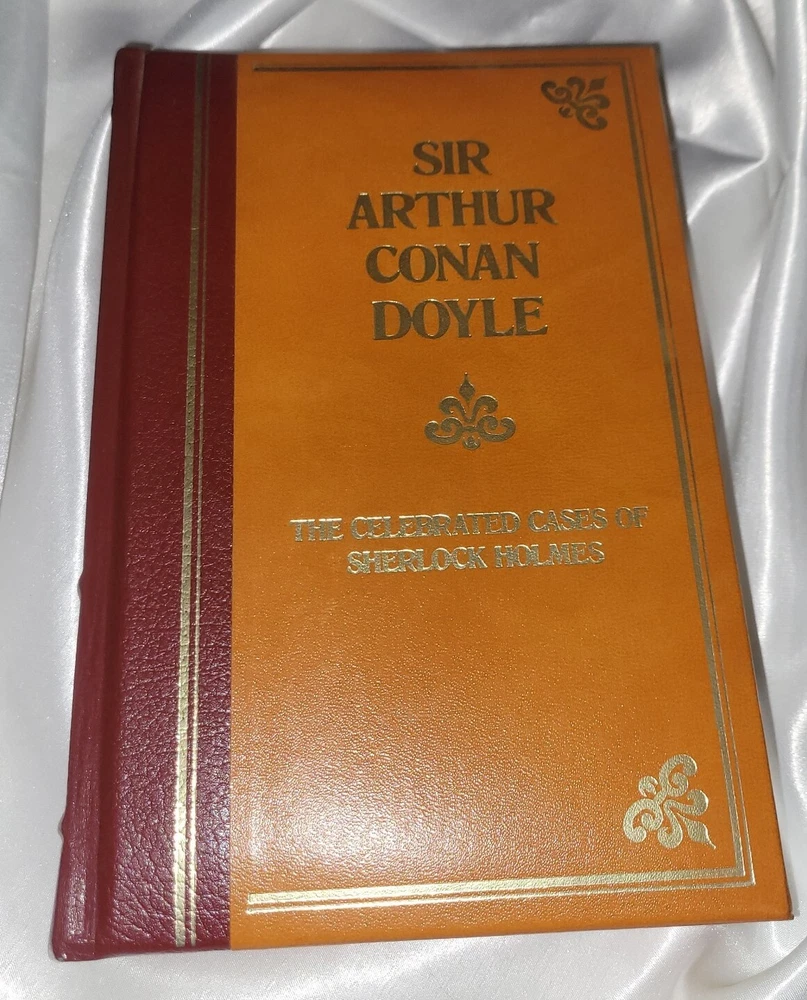 SIR
ARTHUR
CONAN
DOYLE
THE CELEBRATED CASES OF
SHERLOCK HOLMES